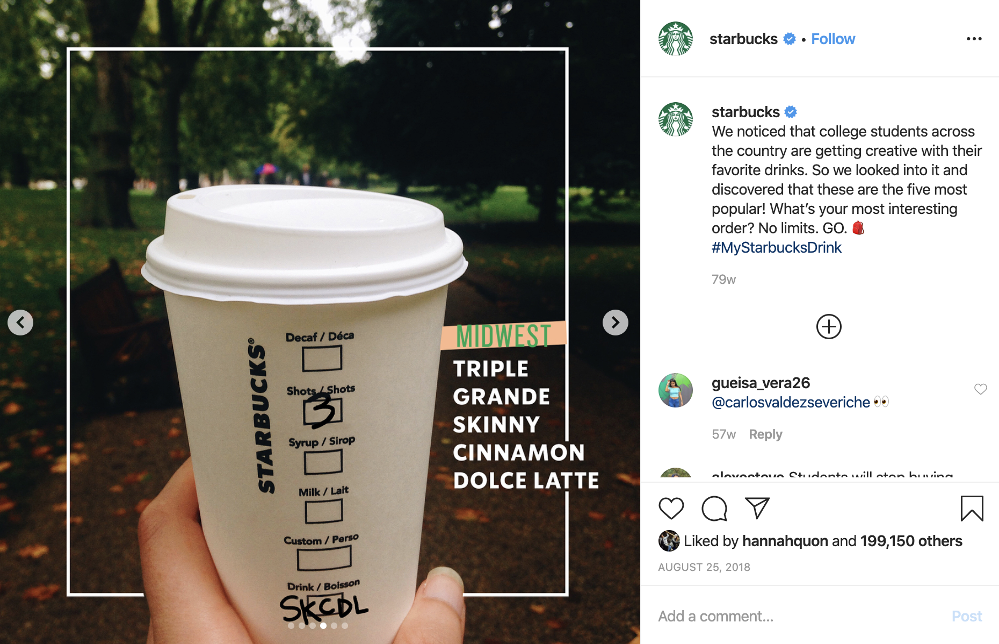 STARBUCKS®
Decaf / Déca
Shots / Shots
3
Syrup / Sirop
Milk / Lait
Custom / Perso
Drink / Boisson
SKCDL
MIDWEST
TRIPLE
GRANDE
SKINNY
CINNAMON
DOLCE LATTE
starbucks • Follow
starbucks
We noticed that college students across
the country are getting creative with their
favorite drinks. So we looked into it and
discovered that these are the five most
popular! What’s your most interesting
order? No limits. GO. 🎒
#MyStarbucksDrink
79w
gueisa_vera26
@carlosvaldezseveriche 👀
57w Reply
Students will stop buying
Liked by hannahquon and 199,150 others
AUGUST 25, 2018
Add a comment... Post